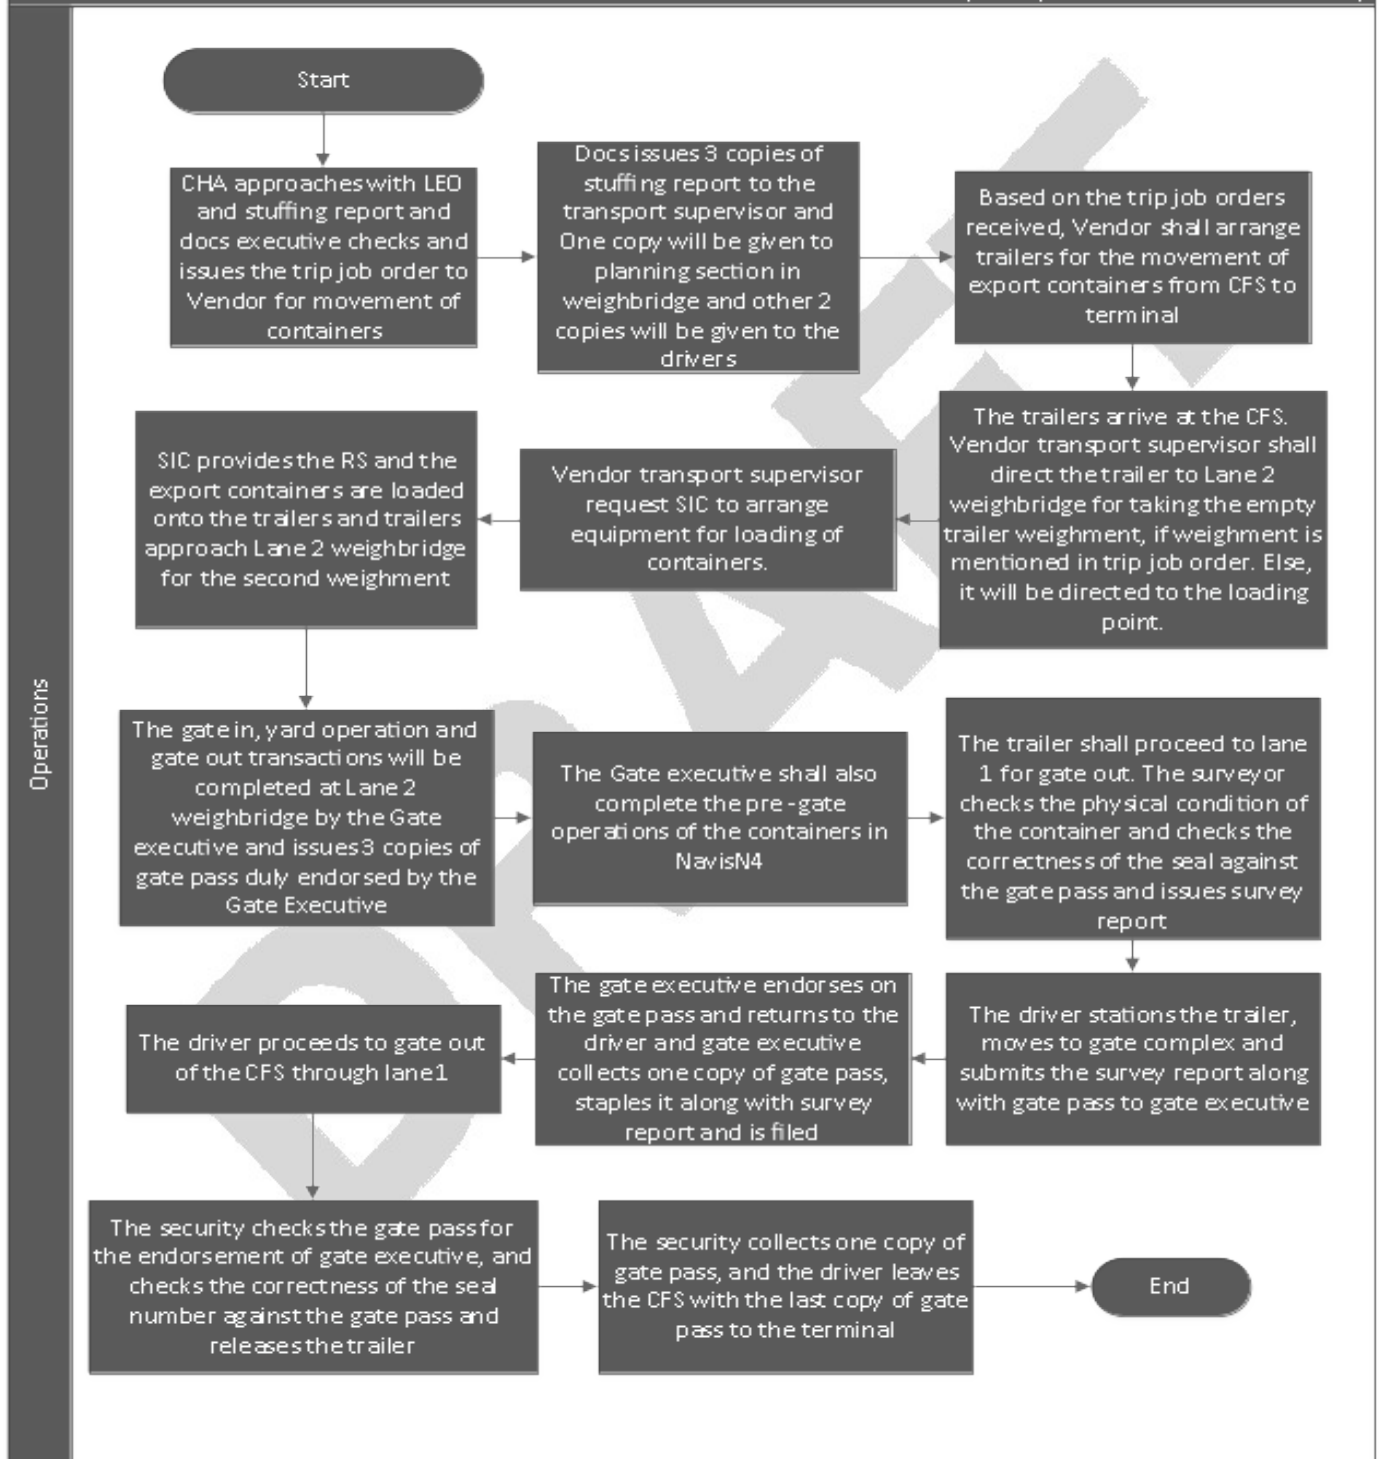 Operations
Start
CHA approaches with LEO
and stuffing report and
docs executive checks and
issues the trip job order to
Vendor for movement of
containers
Docs issues 3 copies of
stuffing report to the
transport supervisor and
One copy will be given to
planning section in
weighbridge and other 2
copies will be given to the
drivers
Based on the trip job orders
received, Vendor shall arrange
trailers for the movement of
export containers from CFS to
terminal
The trailers arrive at the CFS.
Vendor transport supervisor shall
direct the trailer to Lane 2
weighbridge for taking the empty
trailer weighment, if weighment is
mentioned in trip job order. Else,
it will be directed to the loading
point.
Vendor transport supervisor
request SIC to arrange
equipment for loading of
containers.
SIC provides the RS and the
export containers are loaded
onto the trailers and trailers
approach Lane 2 weighbridge
for the second weighment
The gate in, yard operation and
gate out transactions will be
completed at Lane 2
weighbridge by the Gate
executive and issues 3 copies of
gate pass duly endorsed by the
Gate Executive
The Gate executive shall also
complete the pre -gate
operations of the containers in
NavisN4
The trailer shall proceed to lane
1 for gate out. The surveyor
checks the physical condition of
the container and checks the
correctness of the seal against
the gate pass and issues survey
report
The driver stations the trailer,
moves to gate complex and
submits the survey report along
with gate pass to gate executive
The gate executive endorses on
the gate pass and returns to the
driver and gate executive
collects one copy of gate pass,
staples it along with survey
report and is filed
The driver proceeds to gate out
of the CFS through lane 1
The security checks the gate pass for
the endorsement of gate executive, and
checks the correctness of the seal
number against the gate pass and
releases the trailer
The security collects one copy of
gate pass, and the driver leaves
the CFS with the last copy of gate
pass to the terminal
End
DRAFT